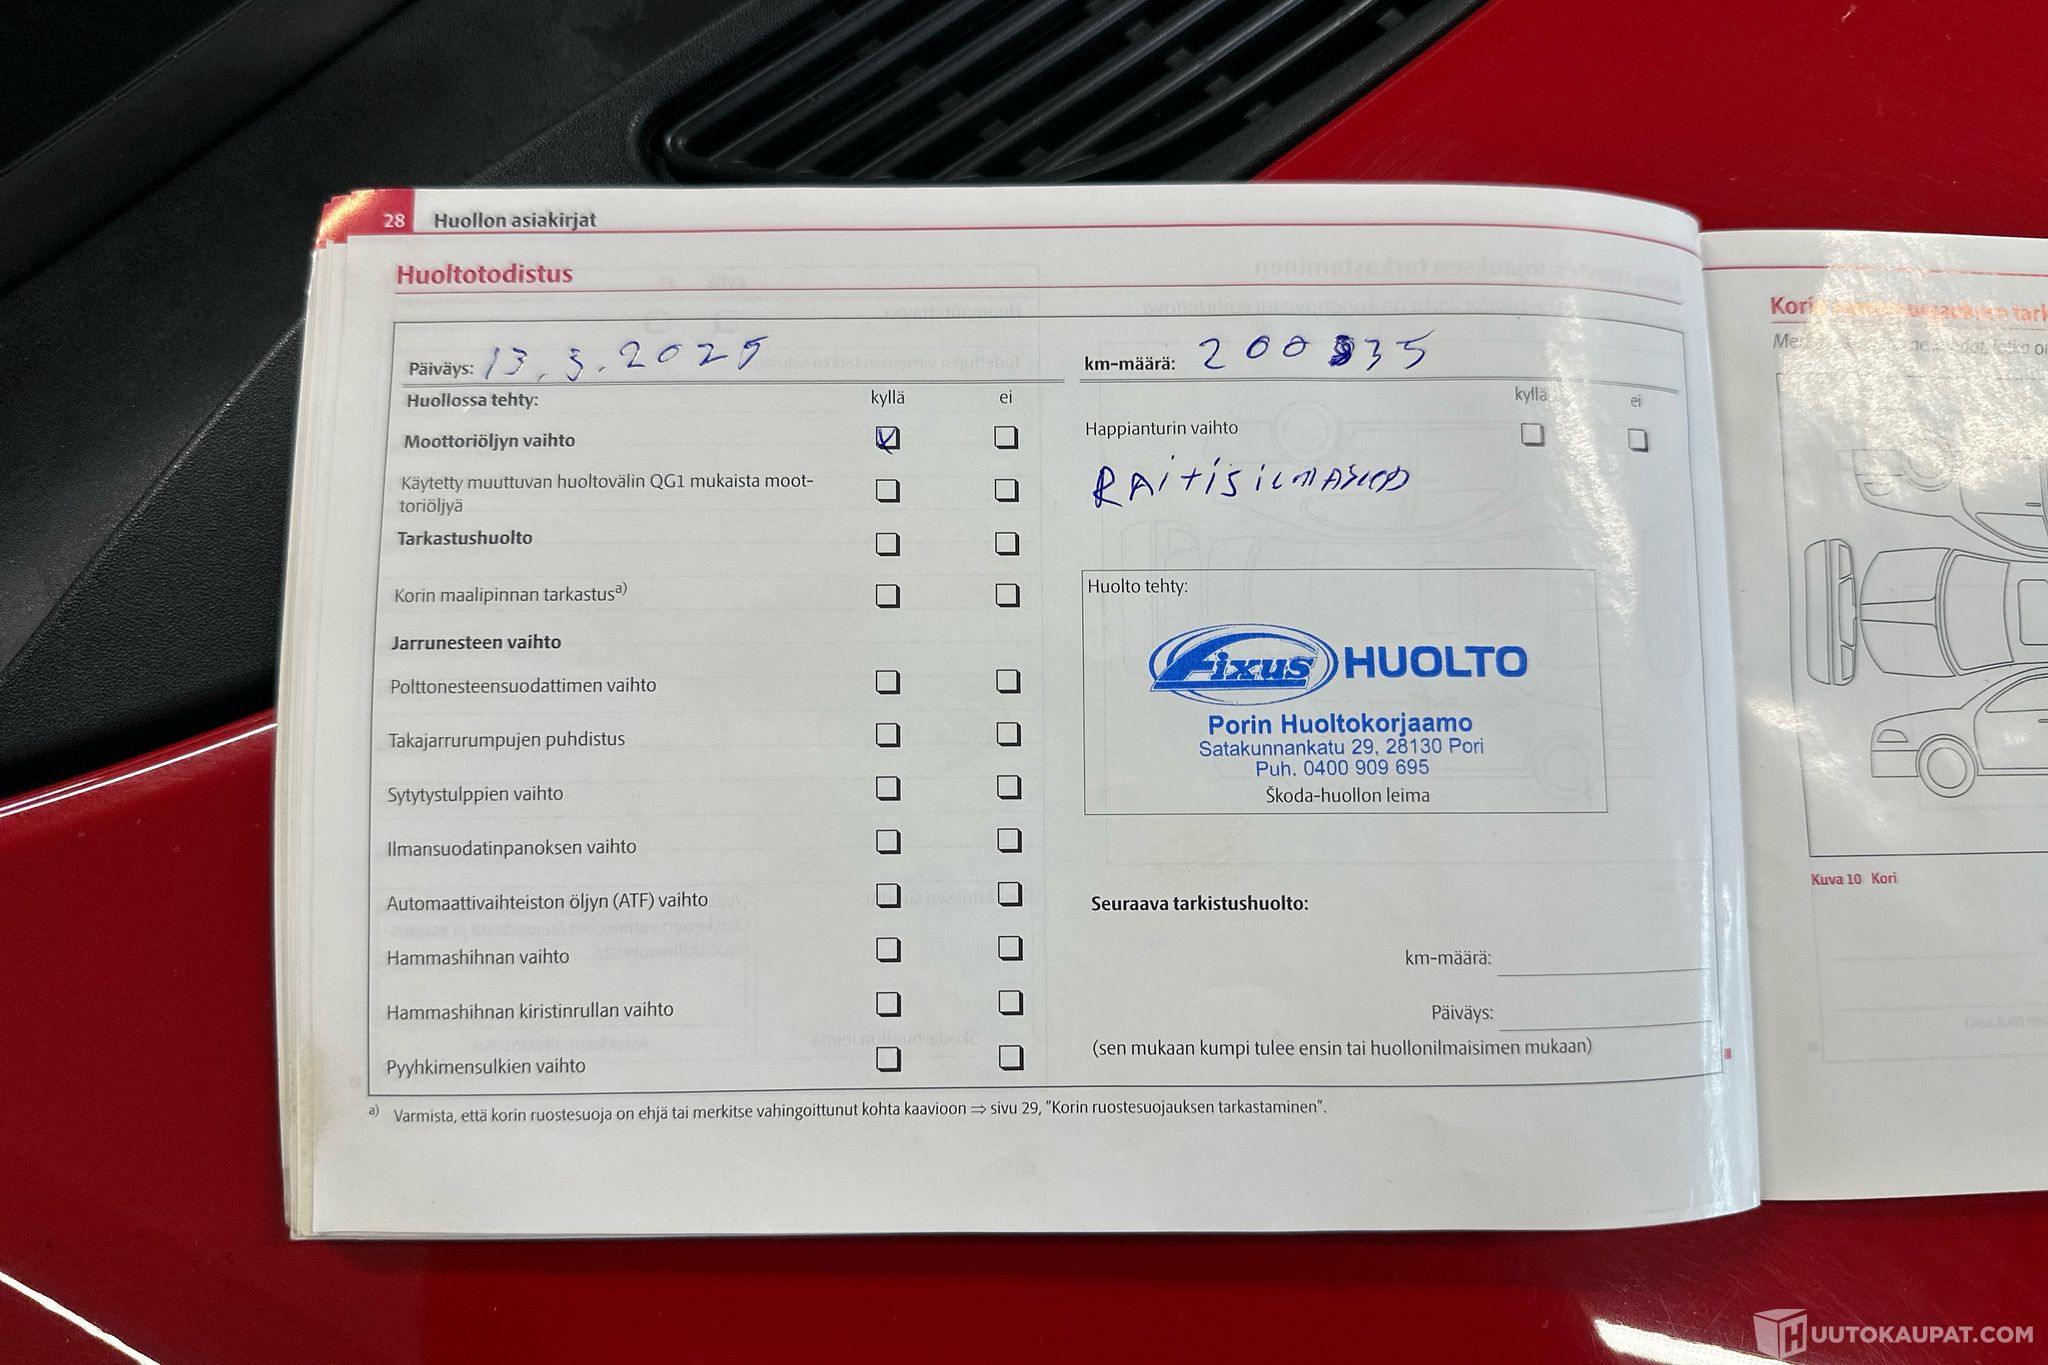 28 Huollon asiakirjat
Huoltotodistus
Päiväys: 13.3.2025
km-määrä: 200
Huollossa tehty: kyllä ei
kyllä ei
Moottoriöljyn vaihto
Happianturin vaihto
Käytetty muuttuvan huoltovälin QG1 mukaista moot-
toriöljyä
RAitiSiLMASUOD
Tarkastushuolto
Korin maalipinnan tarkastus a)
Jarrunesteen vaihto
Polttonesteensuodattimen vaihto
Takajarrurumpujen puhdistus
Sytytystulppien vaihto
Ilmansuodatinpanoksen vaihto
Automaattivaihteiston öljyn (ATF) vaihto
Hammashihnan vaihto
Hammashihnan kiristinrullan vaihto
Pyyhkimensulkien vaihto
Huolto tehty:
Fixus HUOLTO
Porin Huoltokorjaamo
Satakunnankatu 29, 28130 Pori
Puh. 0400 909 695
Škoda-huollon leima
Seuraava tarkistushuolto:
km-määrä:
Päiväys:
(sen mukaan kumpi tulee ensin tai huollonilmaisimen mukaan)
a) Varmista, että korin ruostesuoja on ehjä tai merkitse vahingoittunut kohta kaavioon ⇒ sivu 29, "Korin ruostesuojauksen tarkastaminen".
Kuva 10 Kori
HUUTOKAUPAT.COM